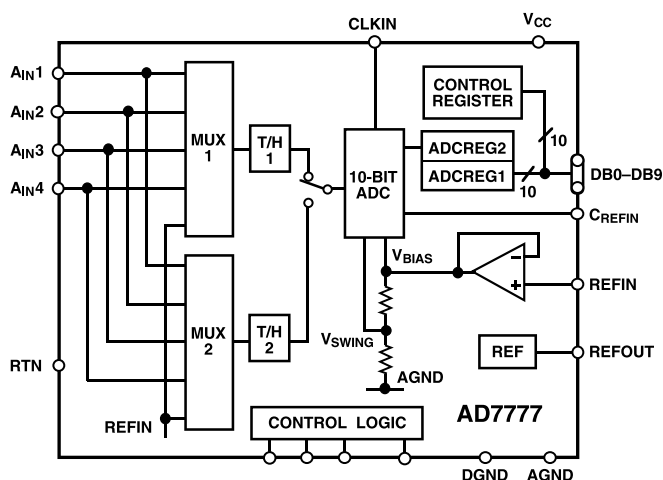 CLKIN
VCC
AIN1
AIN2
AIN3
AIN4
MUX
1
T/H
1
10-BIT
ADC
CONTROL
REGISTER
10
ADCREG2
ADCREG1
10
DB0–DB9
CREFIN
VBIAS
–
+
REFIN
MUX
2
T/H
2
VSWING
REF
REFOUT
RTN
AGND
REFIN
CONTROL LOGIC
AD7777
DGND
AGND